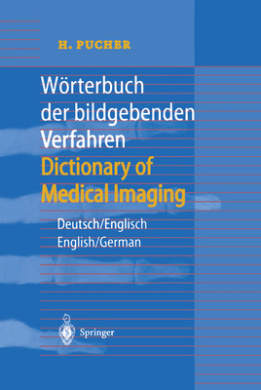 H. PUCHER
Wörterbuch
der bildgebenden
Verfahren
Dictionary of
Medical Imaging
Deutsch/Englisch
English/German
Springer